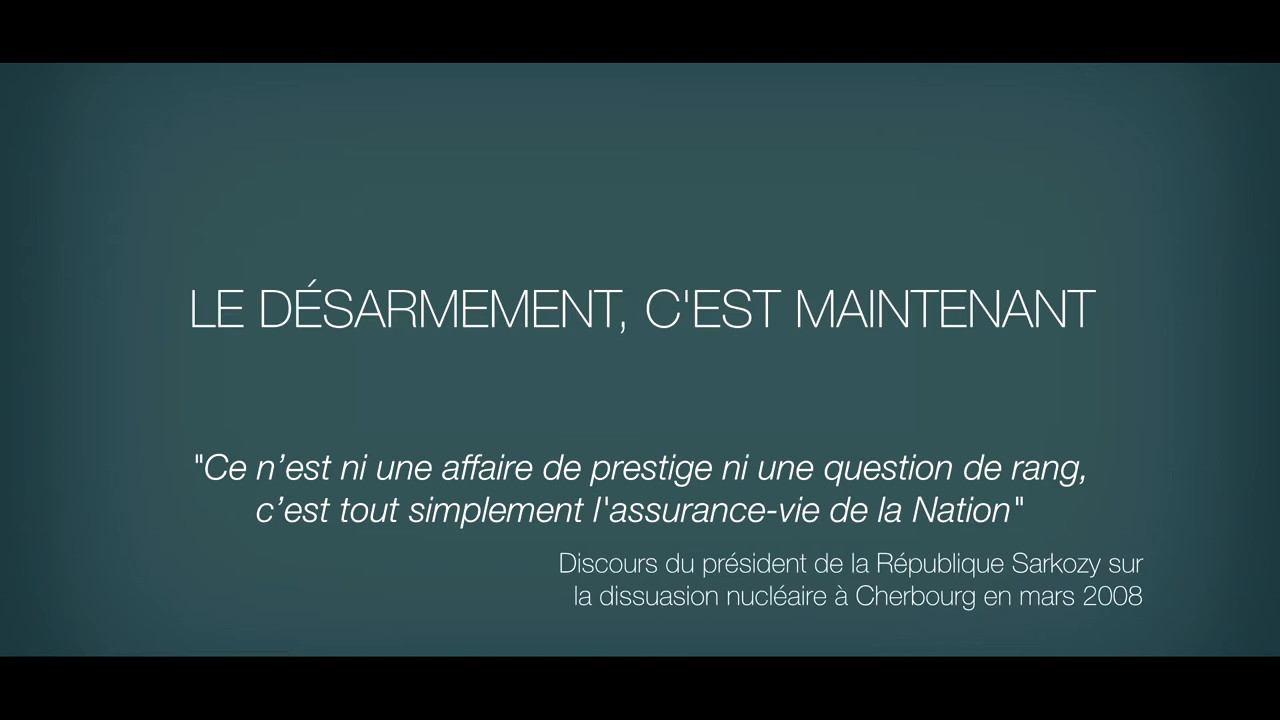 LE DÉSARMEMENT, C'EST MAINTENANT
"Ce n’est ni une affaire de prestige ni une question de rang,
c’est tout simplement l'assurance-vie de la Nation"
Discours du président de la République Sarkozy sur
la dissuasion nucléaire à Cherbourg en mars 2008